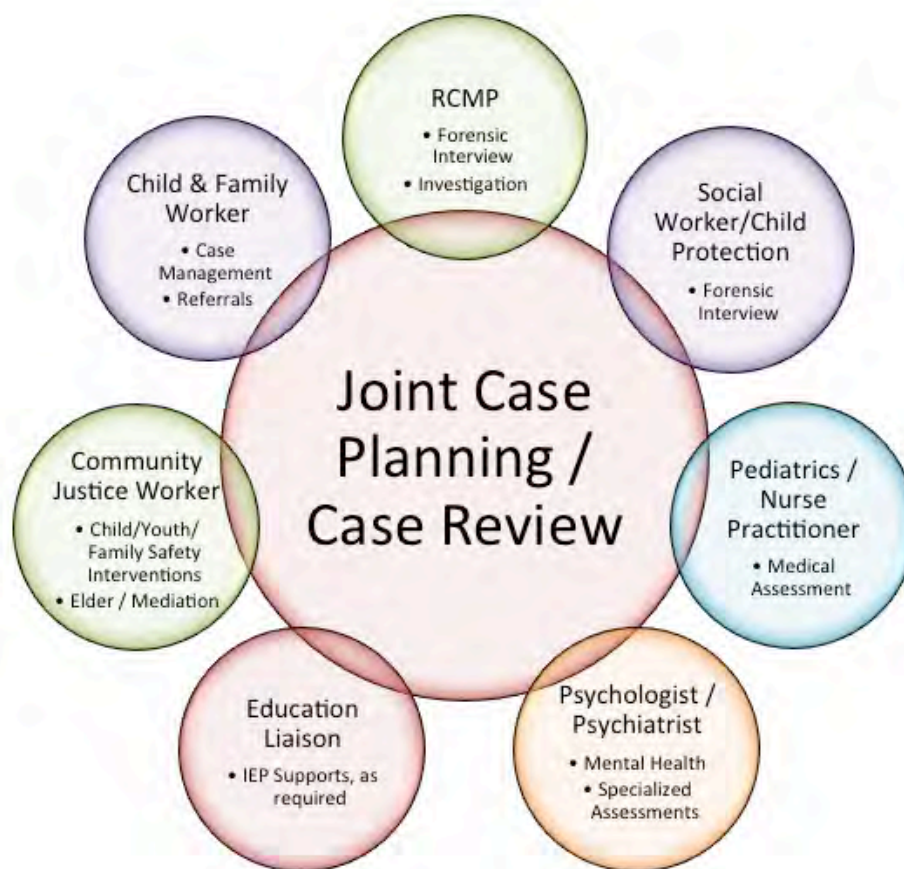 RCMP
• Forensic
Interview
• Investigation
Child & Family
Worker
• Case
Management
• Referrals
Social
Worker/Child
Protection
• Forensic
Interview
Joint Case
Planning /
Case Review
Community
Justice Worker
• Child/Youth/
Family Safety
Interventions
• Elder / Mediation
Pediatrics /
Nurse
Practitioner
• Medical
Assessment
Education
Liaison
• IEP Supports, as
required
Psychologist /
Psychiatrist
• Mental Health
• Specialized
Assessments